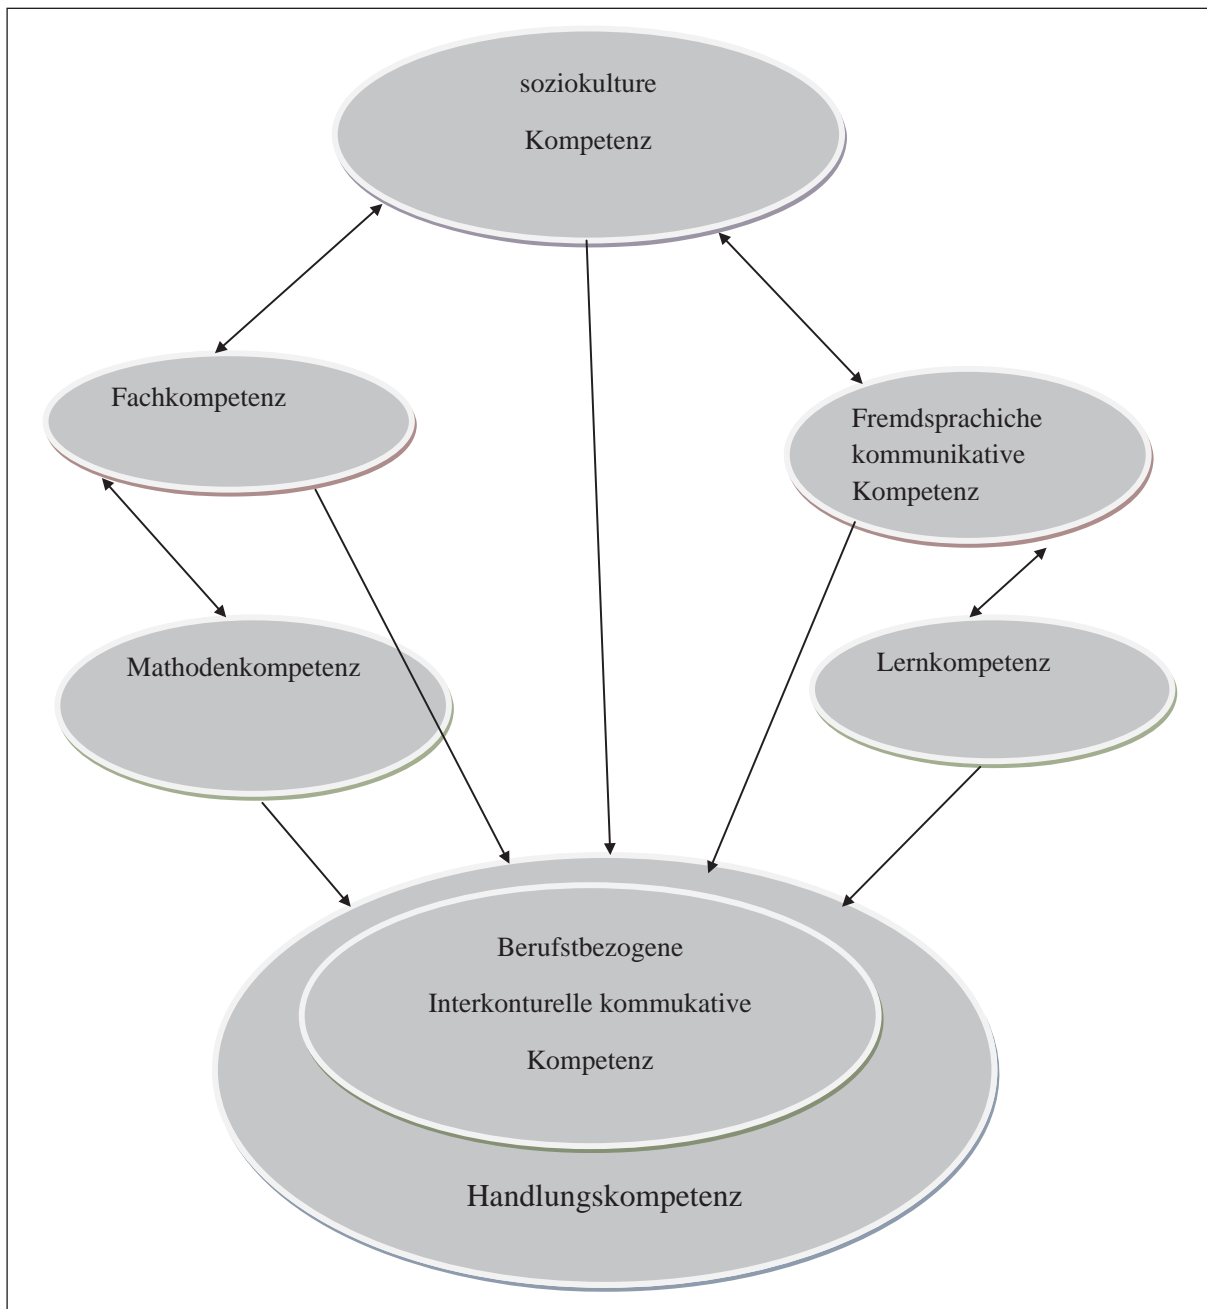 soziokulture
Kompetenz
Fachkompetenz
Fremdsprachiche
kommunikative
Kompetenz
Mathodenkompetenz
Lernkompetenz
Berufstbezogene
Interkonturelle kommukative
Kompetenz
Handlungskompetenz